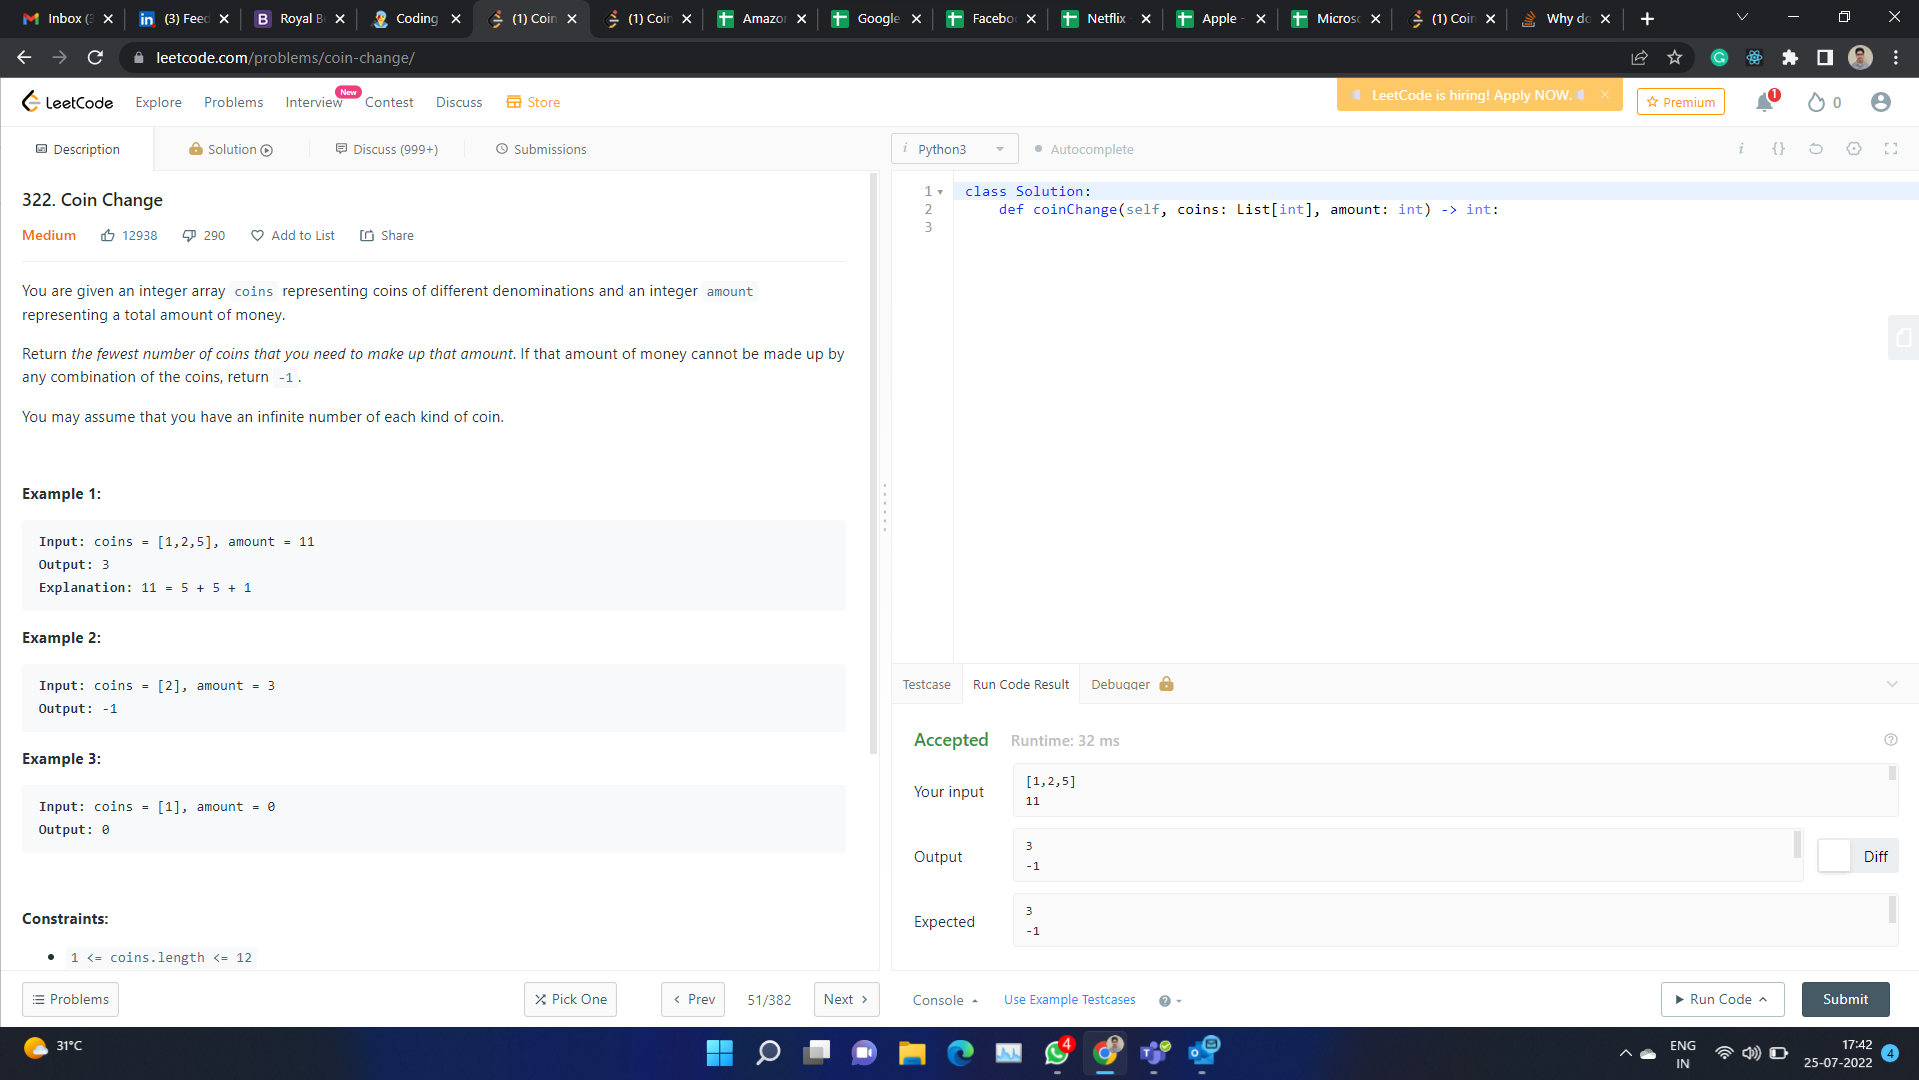 Inbox (3
(3) Feed
Royal B
Coding
(1) Coin
(1) Coin
Amazon
Google
Facebo
Netflix
Apple -
Microso
(1) Coin
Why do
leetcode.com/problems/coin-change/
LeetCode
Explore
Problems
Interview
New
Contest
Discuss
Store
LeetCode is hiring! Apply NOW.
Premium
1
0
Description
Solution
Discuss (999+)
Submissions
i Python3
Autocomplete
i {}
322. Coin Change
Medium
12938
290
Add to List
Share
You are given an integer array coins representing coins of different denominations and an integer amount
representing a total amount of money.
Return the fewest number of coins that you need to make up that amount. If that amount of money cannot be made up by
any combination of the coins, return -1.
You may assume that you have an infinite number of each kind of coin.
Example 1:
Input: coins = [1,2,5], amount = 11
Output: 3
Explanation: 11 = 5 + 5 + 1
Example 2:
Input: coins = [2], amount = 3
Output: -1
Example 3:
Input: coins = [1], amount = 0
Output: 0
Constraints:
1 <= coins.length <= 12
Problems
Pick One
Prev
51/382
Next
1 class Solution:
2 def coinChange(self, coins: List[int], amount: int) -> int:
3
Testcase
Run Code Result
Debugger
Accepted
Runtime: 32 ms
Your input
[1,2,5]
11
Output
3
-1
Diff
Expected
3
-1
Console
Use Example Testcases
Run Code
Submit
31°C
4
ENG
IN
17:42
25-07-2022
4